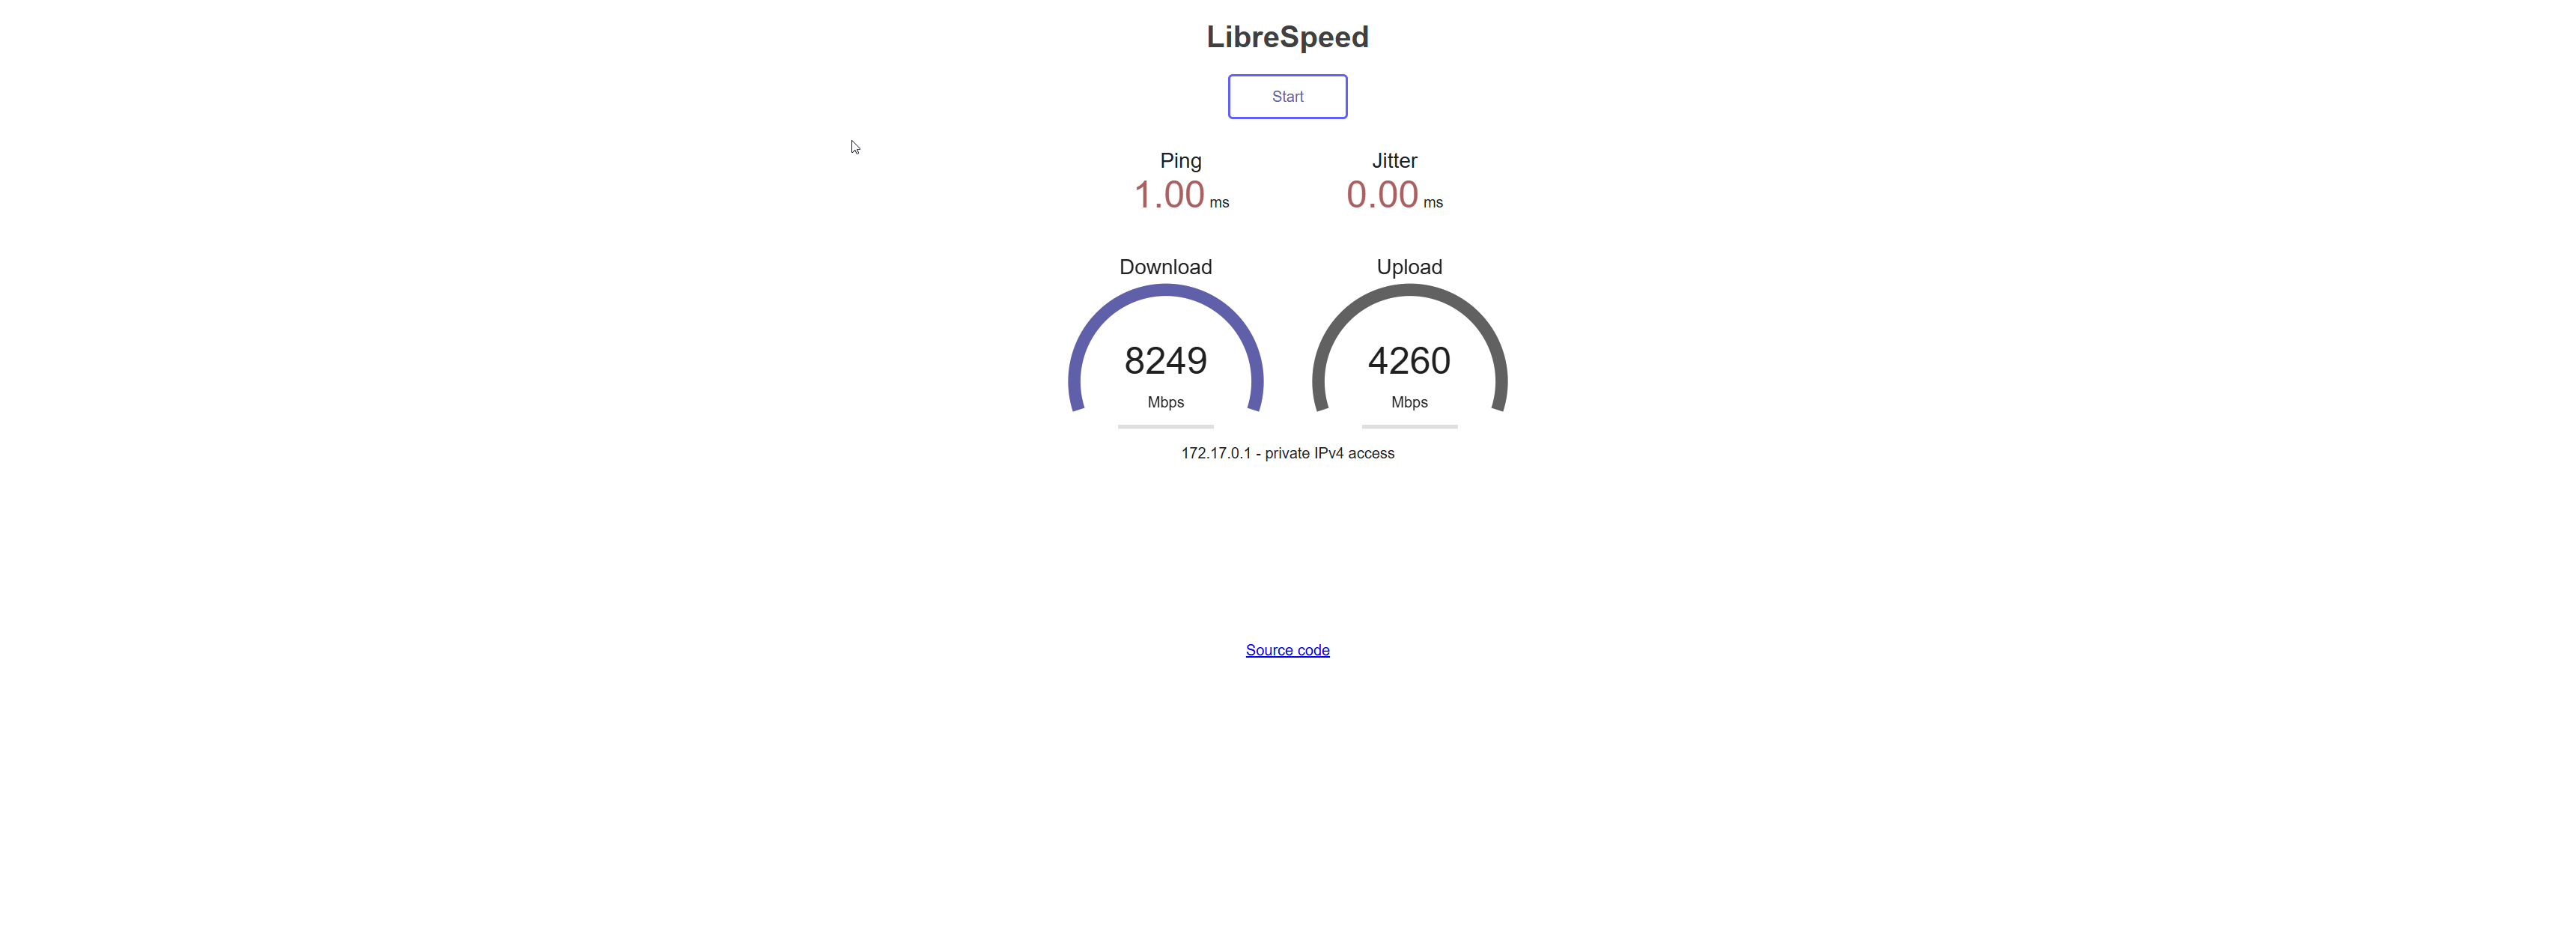 LibreSpeed
Start
Ping
1.00 ms
Jitter
0.00 ms
Download
8249
Mbps
Upload
4260
Mbps
172.17.0.1 - private IPv4 access
Source code